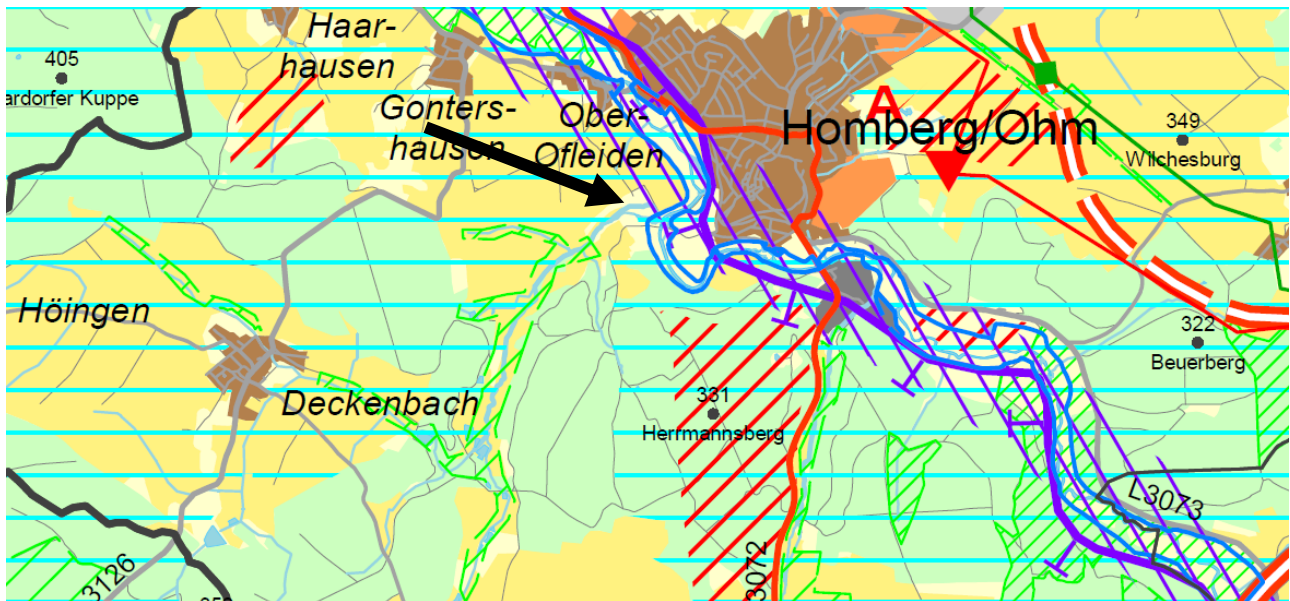 Haar-
hausen
405
ardorfer Kuppe
Gonters-
hausen
Ober-
Ofleiden
A
Homberg/Ohm
349
Wilchesburg
Höingen
322
Beuerberg
Deckenbach
331
Herrmannsberg
L3073
3072
3126